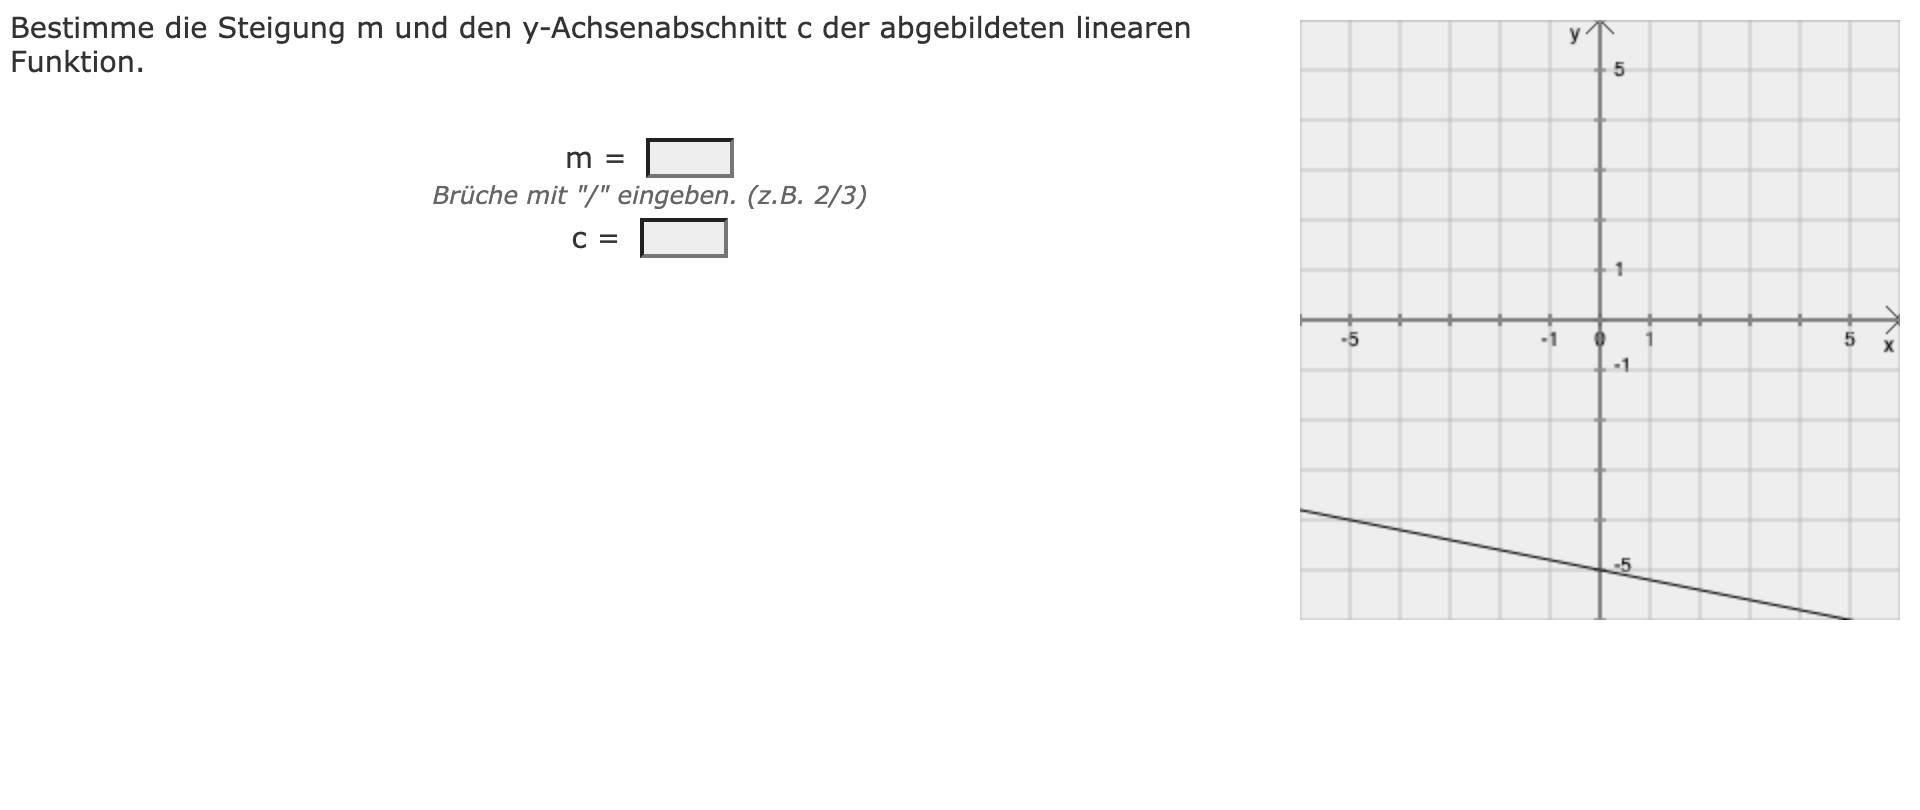 Bestimme die Steigung m und den y-Achsenabschnitt c der abgebildeten linearen
Funktion.
m =
Brüche mit "/" eingeben. (z.B. 2/3)
c =
y
5
1
-5 -1 0 1 5 x
-1
-5